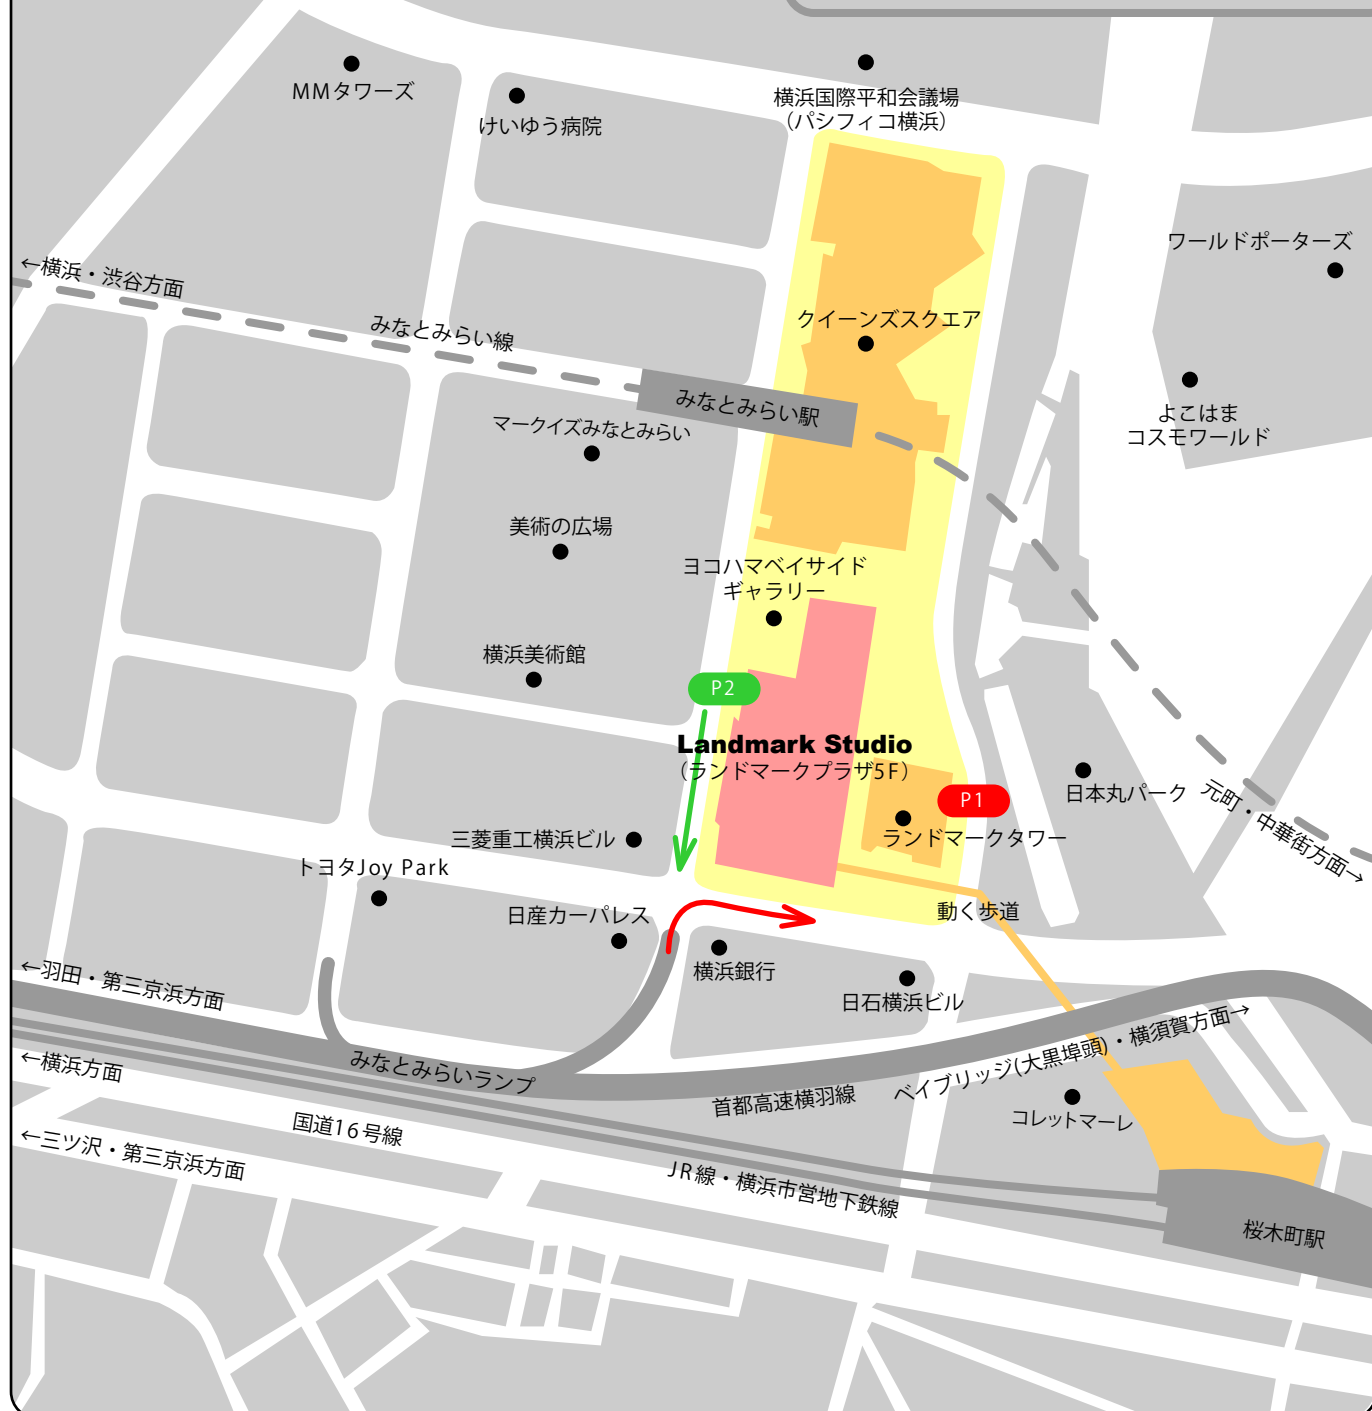 MMタワーズ
けいゆう病院
横浜国際平和会議場
（パシフィコ横浜）
ワールドポーターズ
←横浜・渋谷方面
みなとみらい線
クイーンズスクエア
みなとみらい駅
よこはま
コスモワールド
マークイズみなとみらい
美術の広場
ヨコハマベイサイド
ギャラリー
横浜美術館
P2
Landmark Studio
（ランドマークプラザ5F）
P1
日本丸パーク
元町・中華街方面→
三菱重工横浜ビル
ランドマークタワー
トヨタJoy Park
日産カーパレス
動く歩道
横浜銀行
日石横浜ビル
←羽田・第三京浜方面
みなとみらいランプ
←横浜方面
首都高速横羽線
ベイブリッジ(大黒埠頭)・横須賀方面→
コレットマーレ
国道16号線
←三ツ沢・第三京浜方面
JR線・横浜市営地下鉄線
桜木町駅